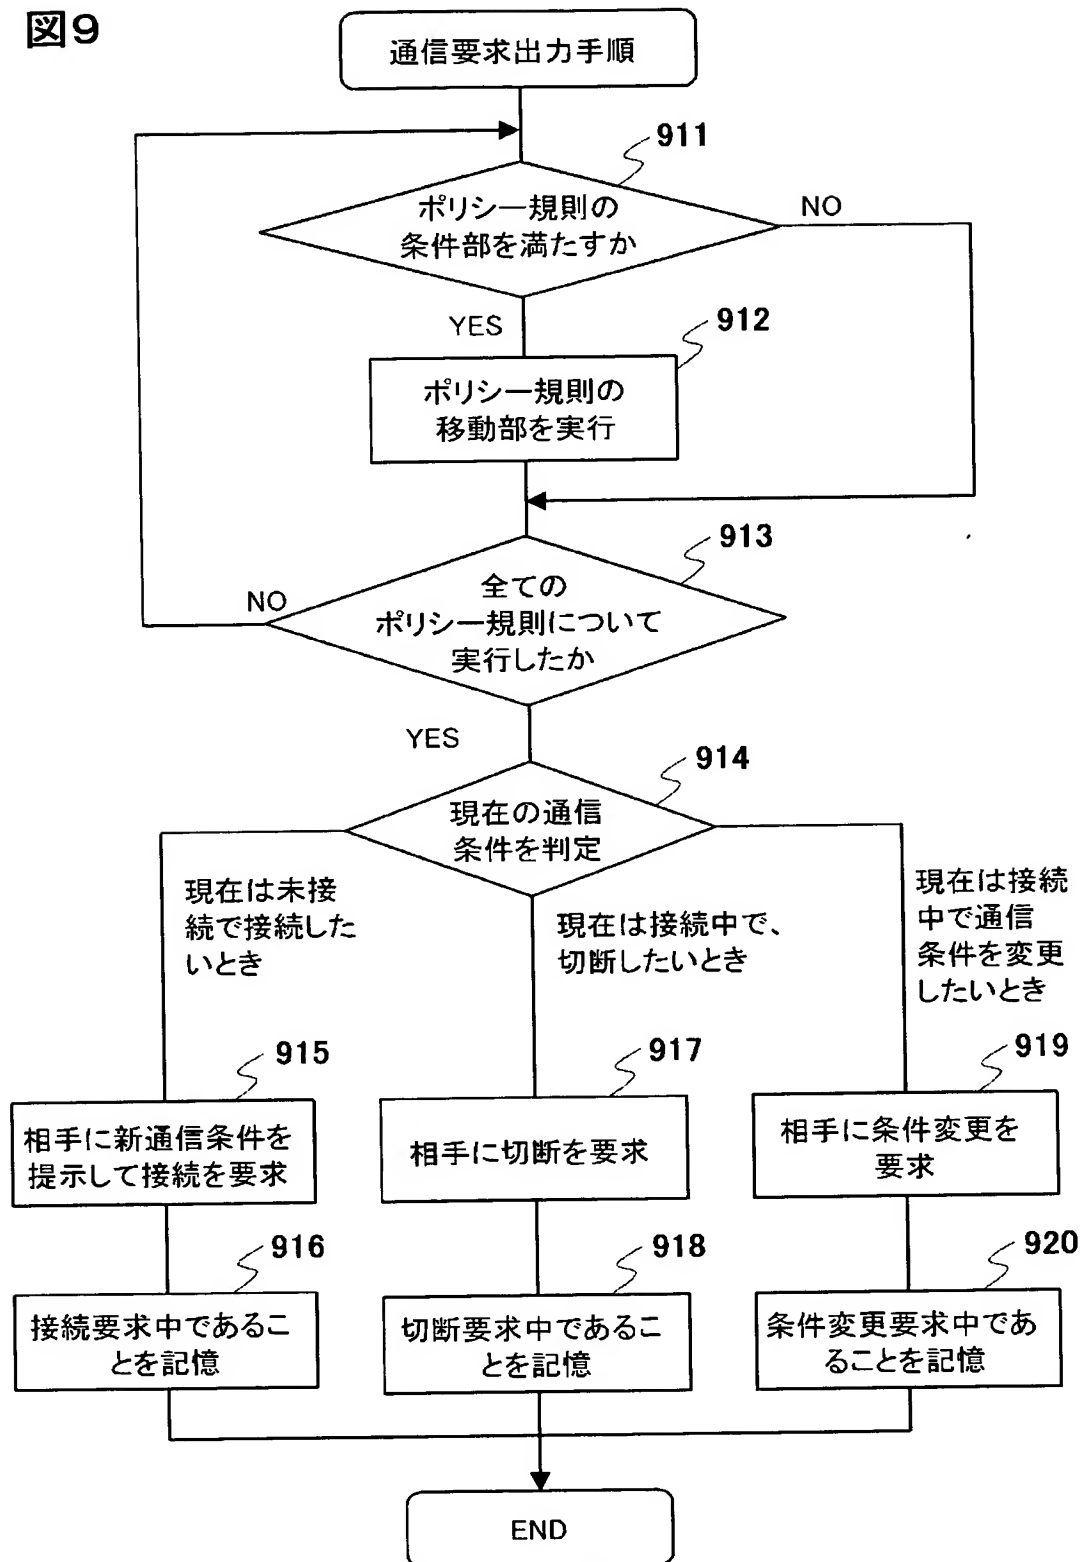 図9
通信要求出力手順
911
ポリシー規則の
条件部を満たすか
NO
YES
912
ポリシー規則の
移動部を実行
913
全ての
ポリシー規則について
実行したか
NO
YES
914
現在の通信
条件を判定
現在は未接
続で接続した
いとき
現在は接続中で、
切断したいとき
現在は接続
中で通信
条件を変更
したいとき
915
相手に新通信条件を
提示して接続を要求
917
相手に切断を要求
919
相手に条件変更を
要求
916
接続要求中であるこ
とを記憶
918
切断要求中であるこ
とを記憶
920
条件変更要求中であ
ることを記憶
END